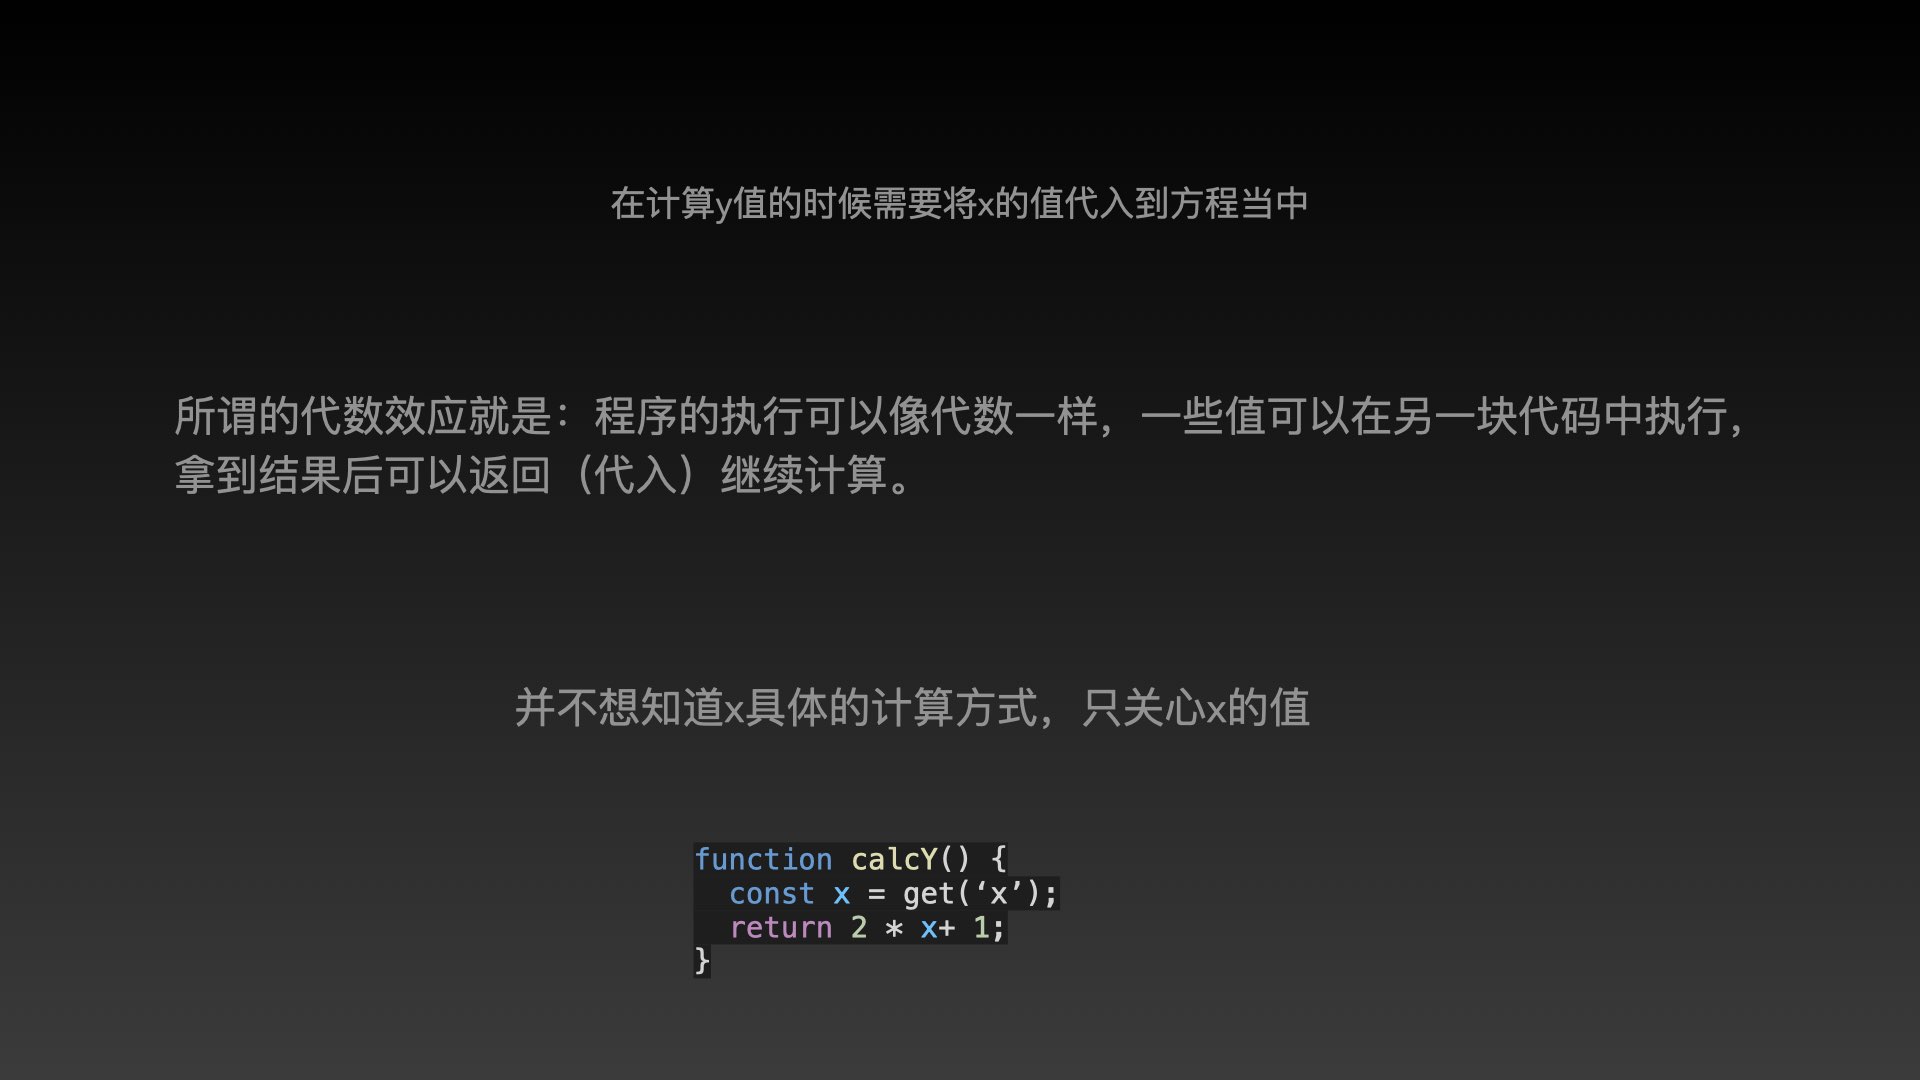 在计算y值的时候需要将x的值代入到方程当中
所谓的代数效应就是：程序的执行可以像代数一样，一些值可以在另一块代码中执行，
拿到结果后可以返回（代入）继续计算。
并不想知道x具体的计算方式，只关心x的值
function calcY() {
  const x = get(‘x’);
  return 2 * x+ 1;
}